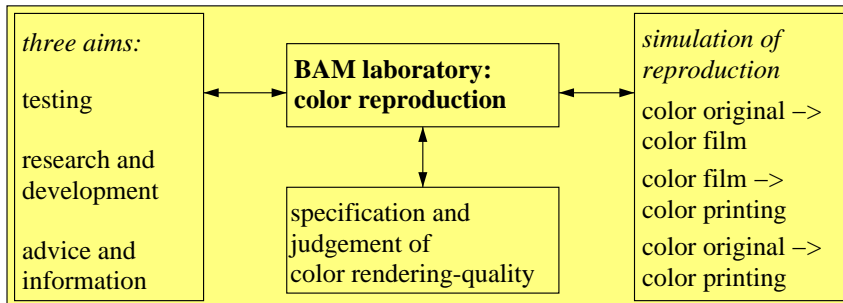 three aims:
testing
research and
development
advice and
information
BAM laboratory:
color reproduction
specification and
judgement of
color rendering-quality
simulation of
reproduction
color original −>
color film
color film −>
color printing
color original −>
color printing